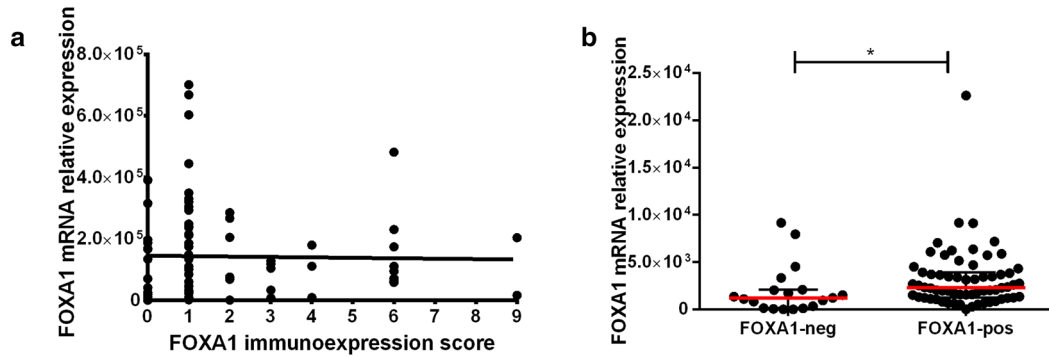 a
FOXA1 mRNA relative expression
8.0×10⁵
6.0×10⁵
4.0×10⁵
2.0×10⁵
0
0 1 2 3 4 5 6 7 8 9
FOXA1 immunoexpression score
b
*
FOXA1 mRNA relative expression
2.5×10⁴
2.0×10⁴
1.5×10⁴
1.0×10⁴
5.0×10³
0
FOXA1-neg FOXA1-pos